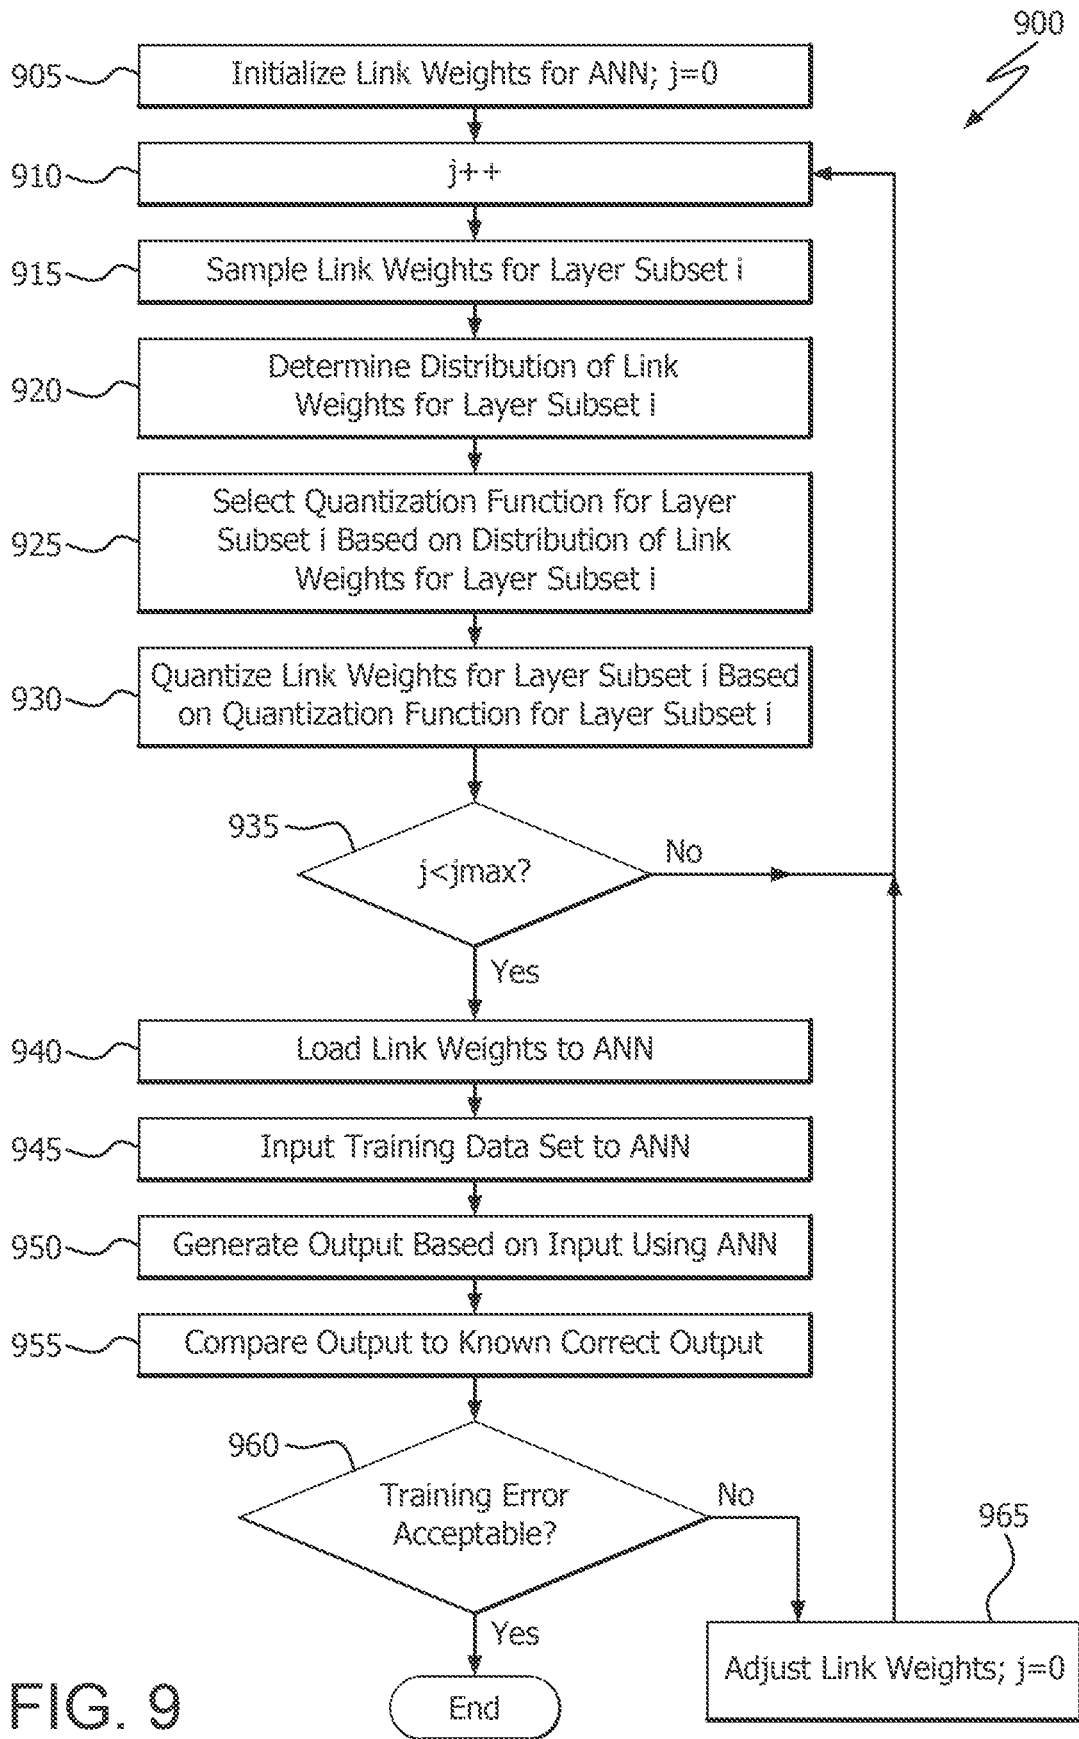 900
905
Initialize Link Weights for ANN; j=0
910
j++
915
Sample Link Weights for Layer Subset i
920
Determine Distribution of Link
Weights for Layer Subset i
925
Select Quantization Function for Layer
Subset i Based on Distribution of Link
Weights for Layer Subset i
930
Quantize Link Weights for Layer Subset i Based
on Quantization Function for Layer Subset i
935
j<jmax?
No
Yes
940
Load Link Weights to ANN
945
Input Training Data Set to ANN
950
Generate Output Based on Input Using ANN
955
Compare Output to Known Correct Output
960
Training Error
Acceptable?
No
965
Yes
Adjust Link Weights; j=0
End
FIG. 9